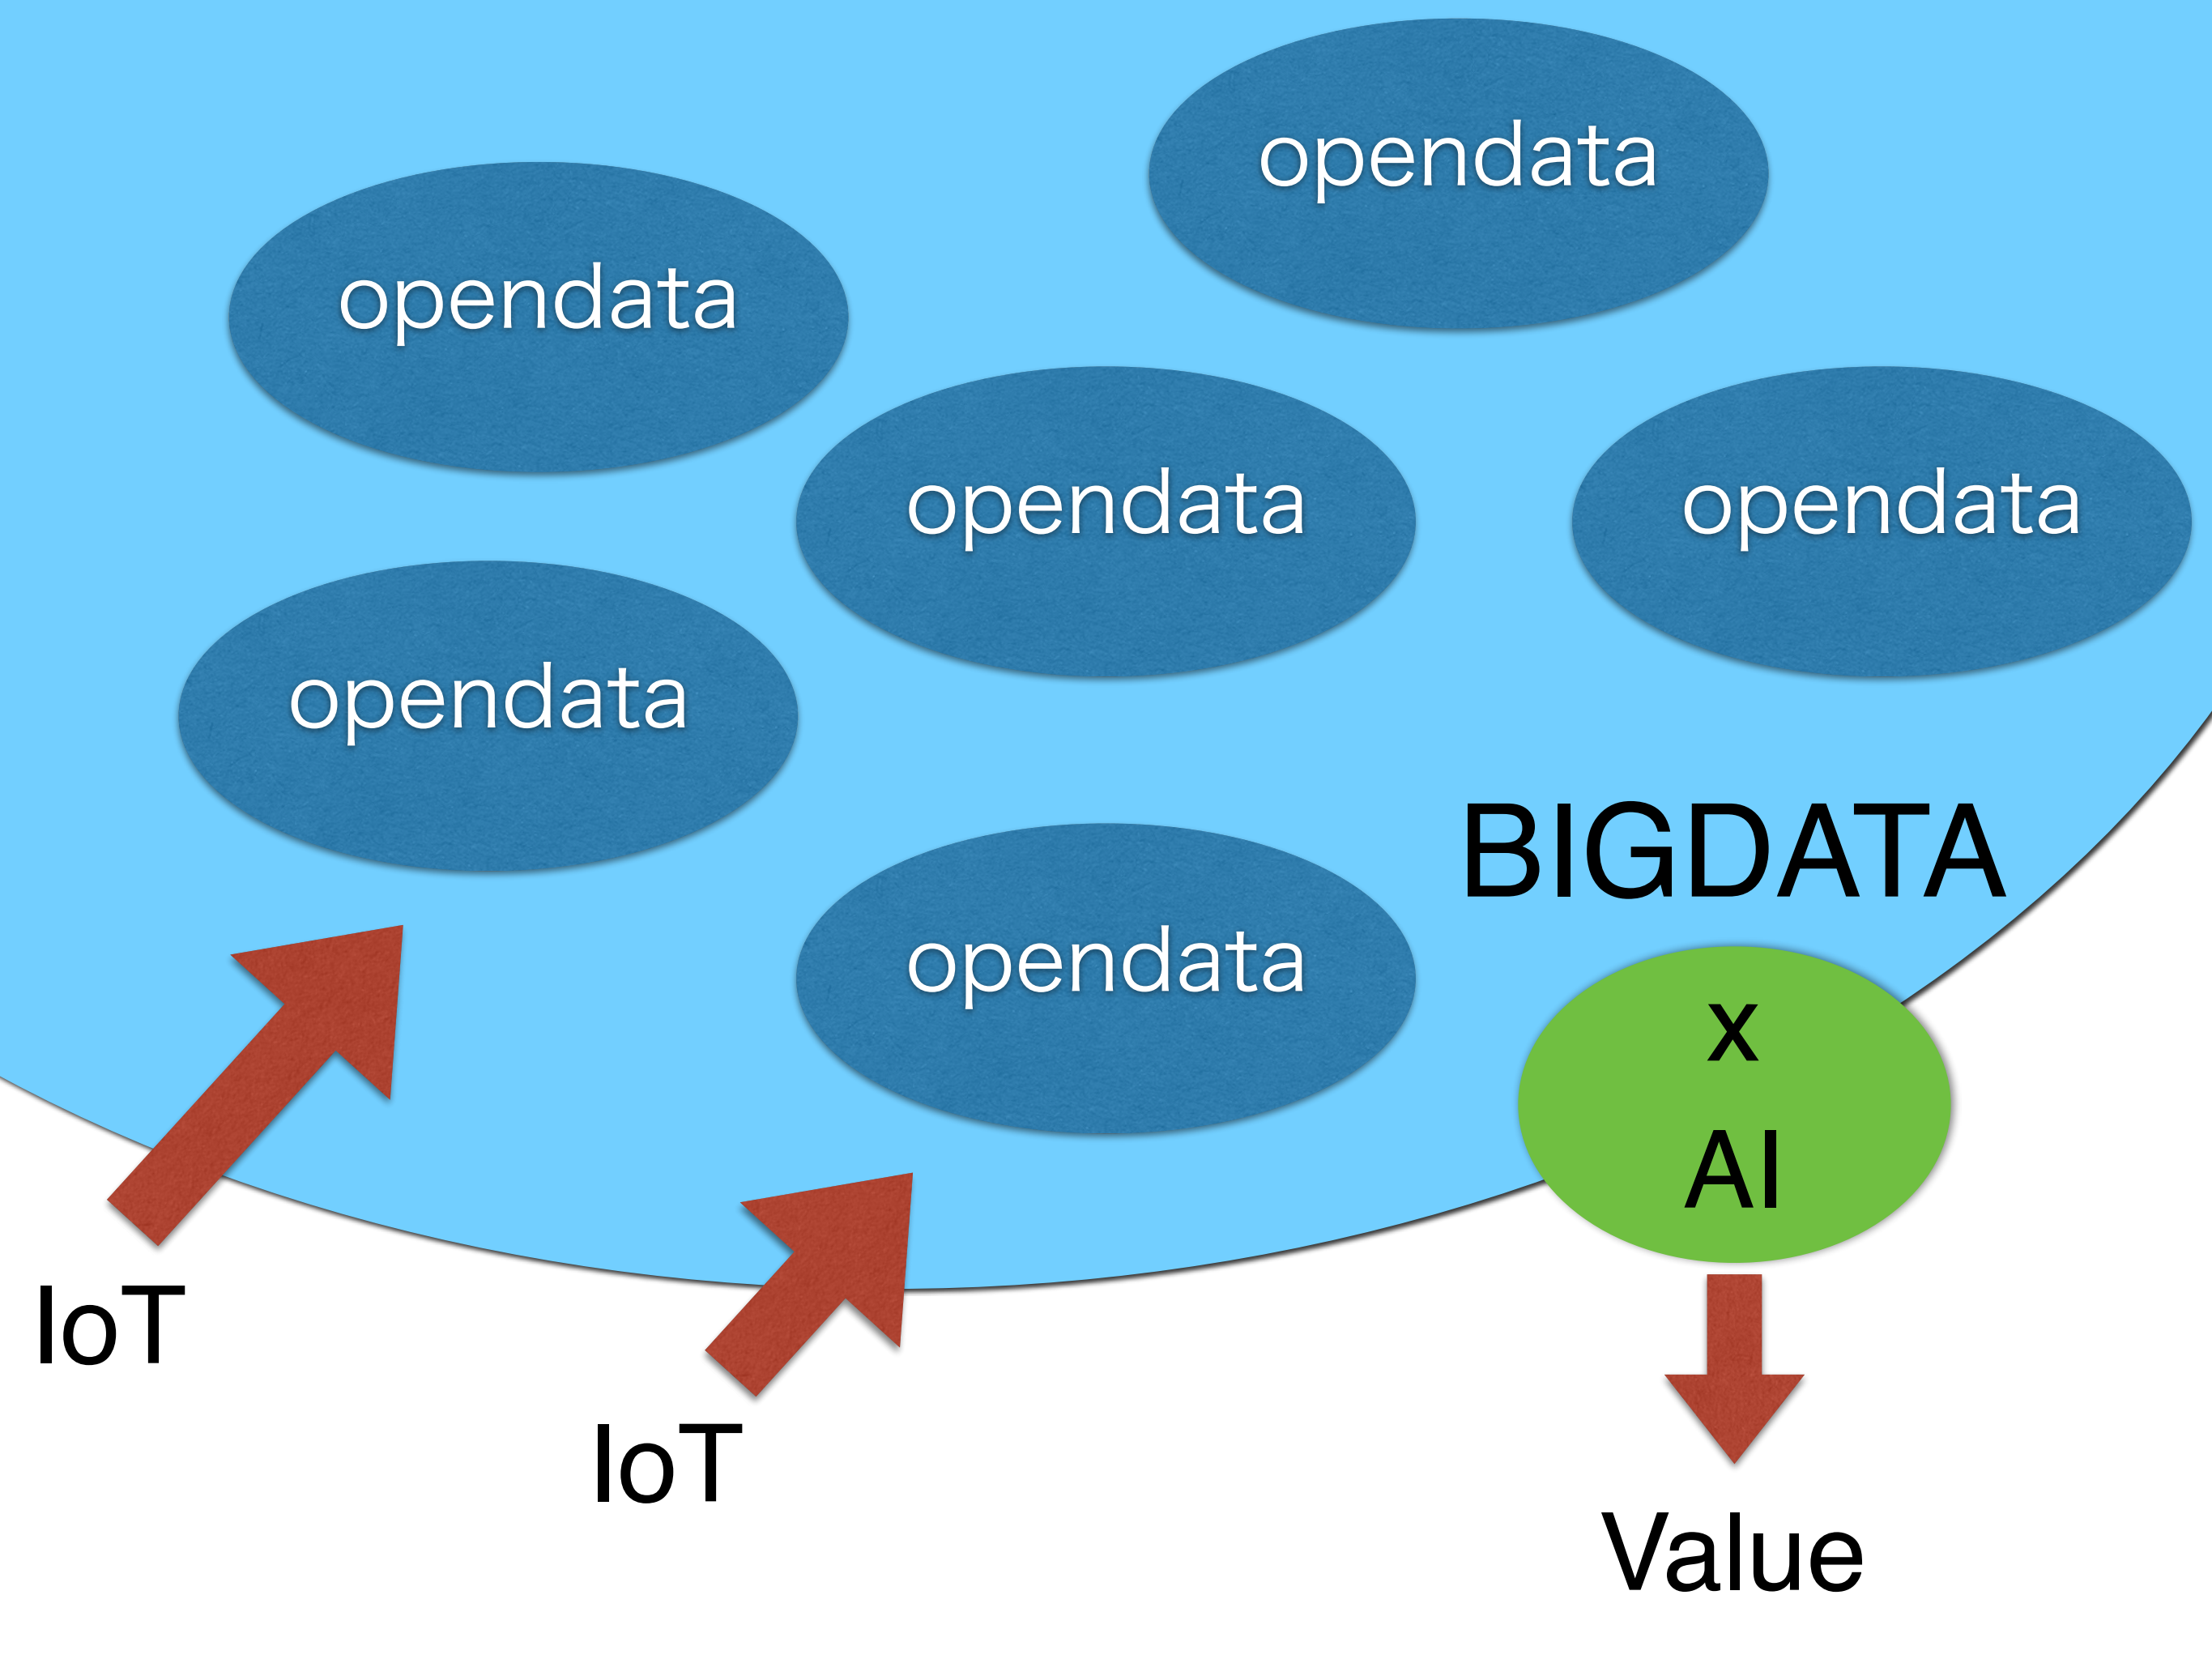 opendata
opendata
opendata
opendata
opendata
BIGDATA
opendata
x
AI
IoT
IoT
Value